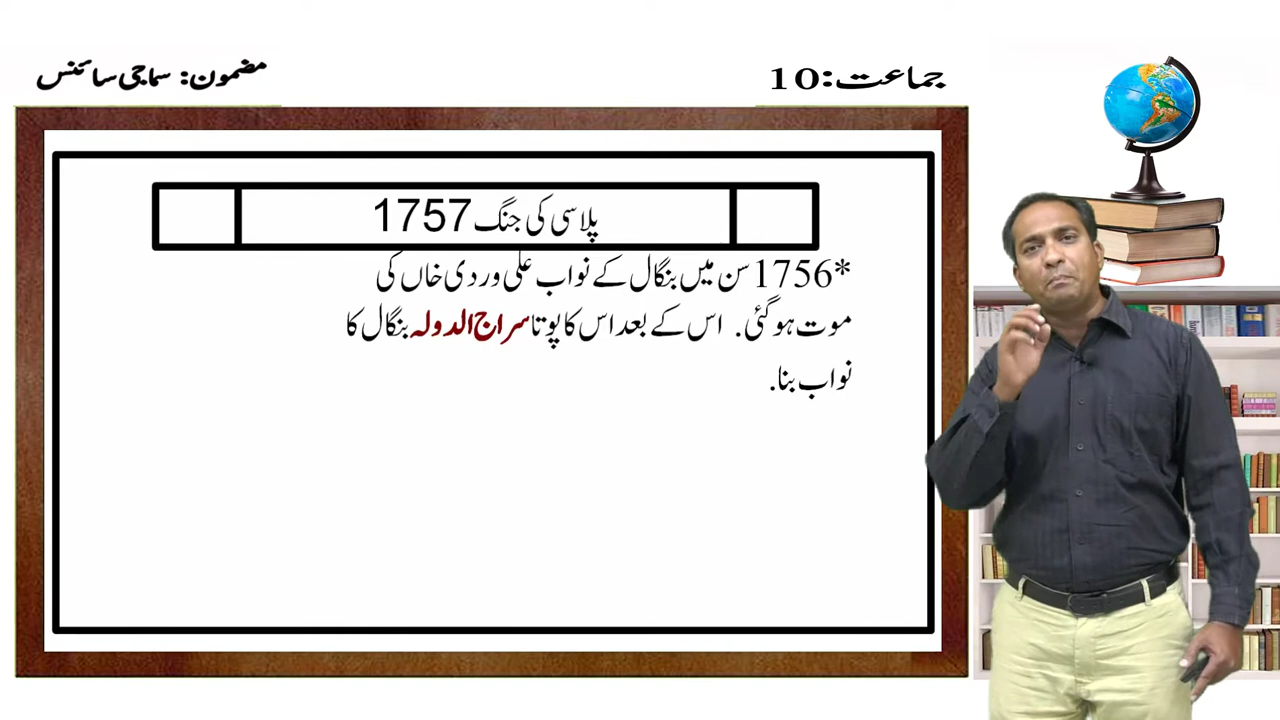 جماعت:10
مضمون: سماجی سائنس
پلاسی کی جنگ 1757
*1756 سن میں بنگال کے نواب علی وردی خاں کی
موت ہوگئی. اس کے بعد اس کا پوتا سراج الدولہ بنگال کا
نواب بنا.